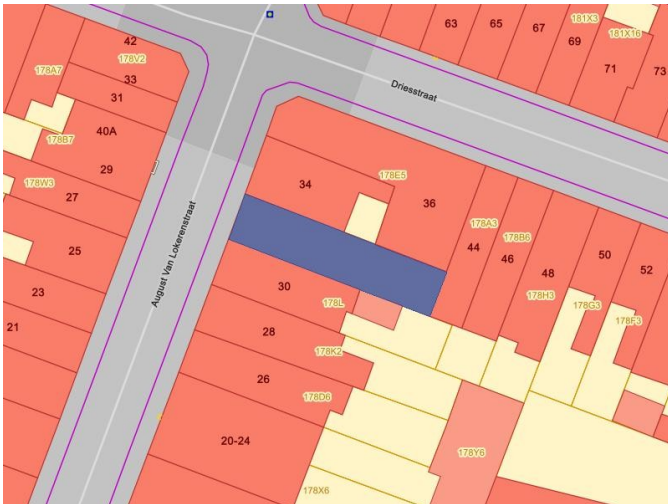 42
178V2
33
31
178A7
40A
178B7
29
178W3
27
25
23
21
August Van Lokerenstraat
Driesstraat
63
65
67
181X3
69
181X16
71
73
34
178E5
36
178A3
44
178B6
46
48
178H3
50
178G3
52
178F3
30
178L
28
178K2
26
178D6
20-24
178X6
178Y6